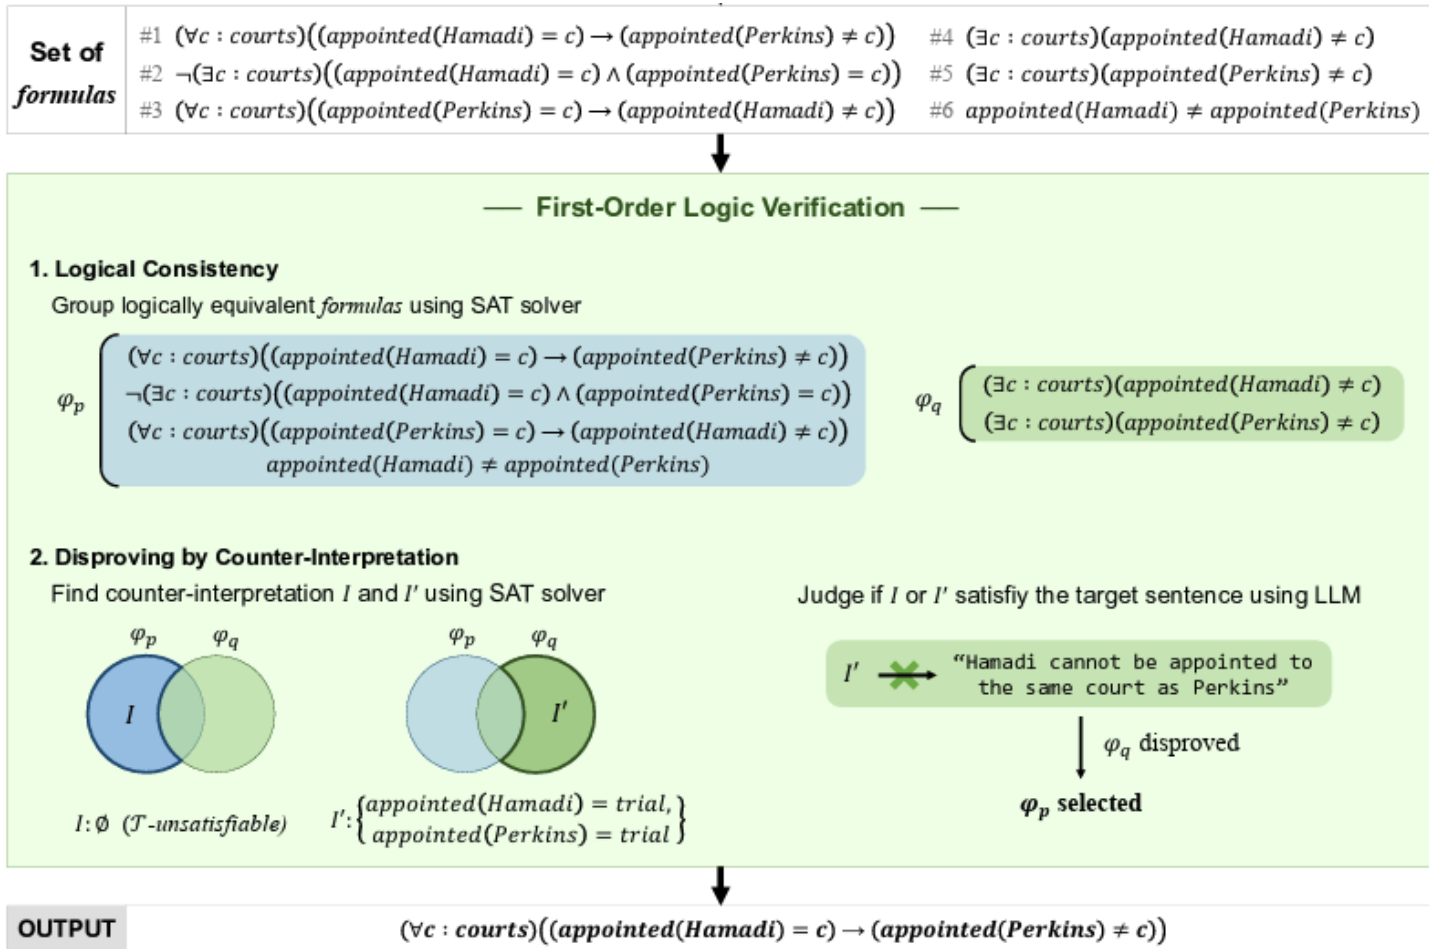 Set of
formulas
#1 (∀c : courts)((appointed(Hamadi) = c) → (appointed(Perkins) ≠ c))
#2 ¬(∃c : courts)((appointed(Hamadi) = c) ∧ (appointed(Perkins) = c))
#3 (∀c : courts)((appointed(Perkins) = c) → (appointed(Hamadi) ≠ c))
#4 (∃c : courts)(appointed(Hamadi) ≠ c)
#5 (∃c : courts)(appointed(Perkins) ≠ c)
#6 appointed(Hamadi) ≠ appointed(Perkins)
First-Order Logic Verification
1. Logical Consistency
Group logically equivalent formulas using SAT solver
φp
(∀c : courts)((appointed(Hamadi) = c) → (appointed(Perkins) ≠ c))
¬(∃c : courts)((appointed(Hamadi) = c) ∧ (appointed(Perkins) = c))
(∀c : courts)((appointed(Perkins) = c) → (appointed(Hamadi) ≠ c))
appointed(Hamadi) ≠ appointed(Perkins)
φq
(∃c : courts)(appointed(Hamadi) ≠ c)
(∃c : courts)(appointed(Perkins) ≠ c)
2. Disproving by Counter-Interpretation
Find counter-interpretation I and I′ using SAT solver
φp φq
I
I: ∅ (𝒯-unsatisfiable)
φp φq
I′
I′: {appointed(Hamadi) = trial,
appointed(Perkins) = trial}
Judge if I or I′ satisfiy the target sentence using LLM
I′ “Hamadi cannot be appointed to
the same court as Perkins”
φq disproved
φp selected
OUTPUT
(∀c : courts)((appointed(Hamadi) = c) → (appointed(Perkins) ≠ c))